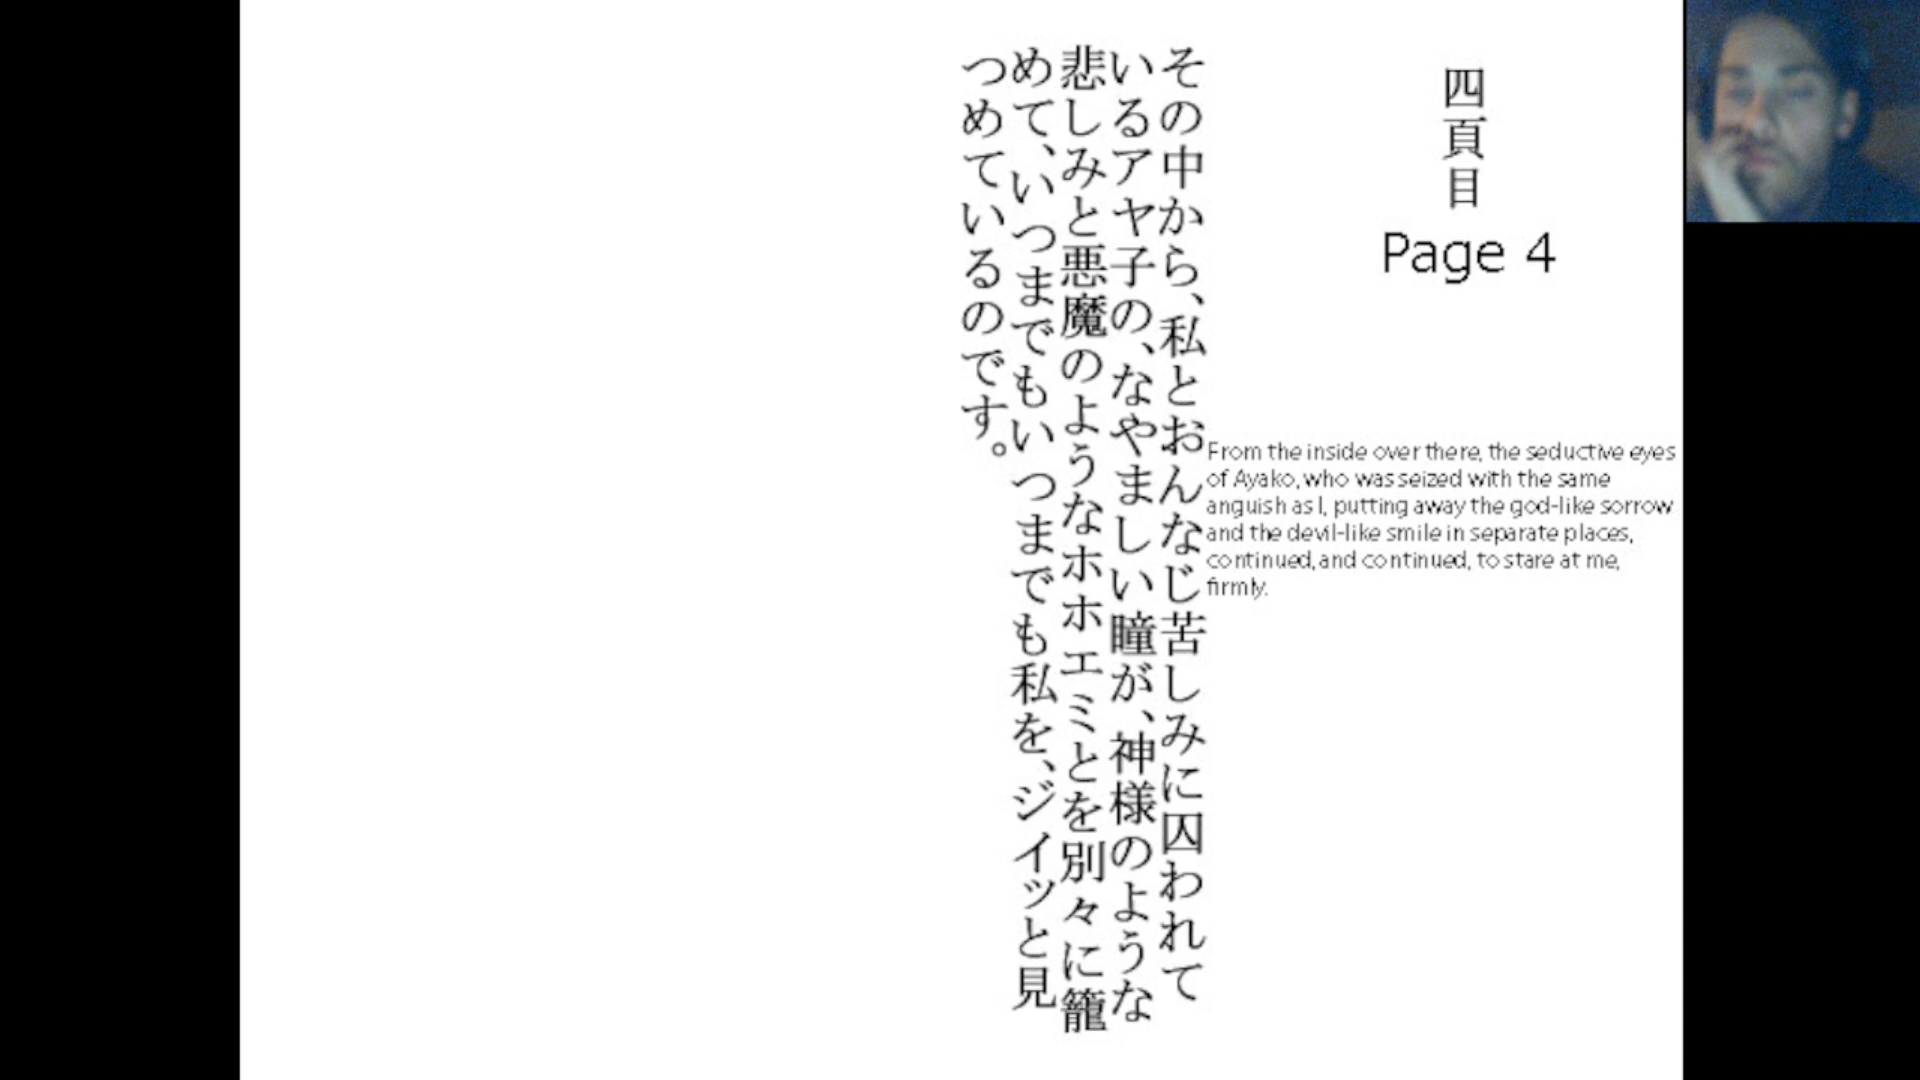 四頁目
Page 4
その中から、私とおんなじ苦しみに囚われて
いるアヤ子の、なやましい瞳が、神様のような
悲しみと悪魔のようなホホエミとを別々に籠
めて、いつまでもいつまでも私を、ジイッと見
つめているのです。
From the inside over there, the seductive eyes
of Ayako, who was seized with the same
anguish as I, putting away the god-like sorrow
and the devil-like smile in separate places,
continued, and continued, to stare at me,
firmly.